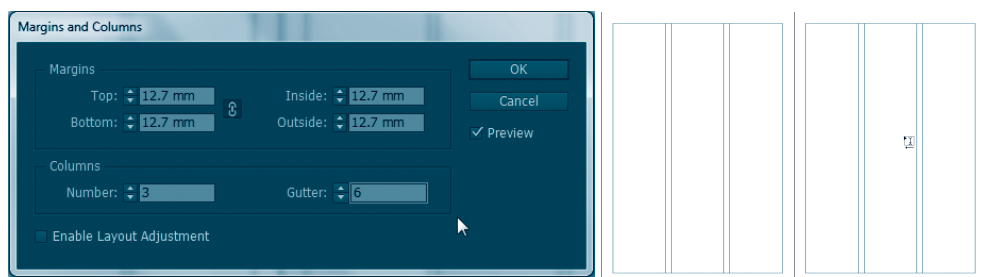 Margins and Columns
Margins
Top: 12.7 mm
Inside: 12.7 mm
Bottom: 12.7 mm
Outside: 12.7 mm
Columns
Number: 3
Gutter: 6
Enable Layout Adjustment
OK
Cancel
Preview